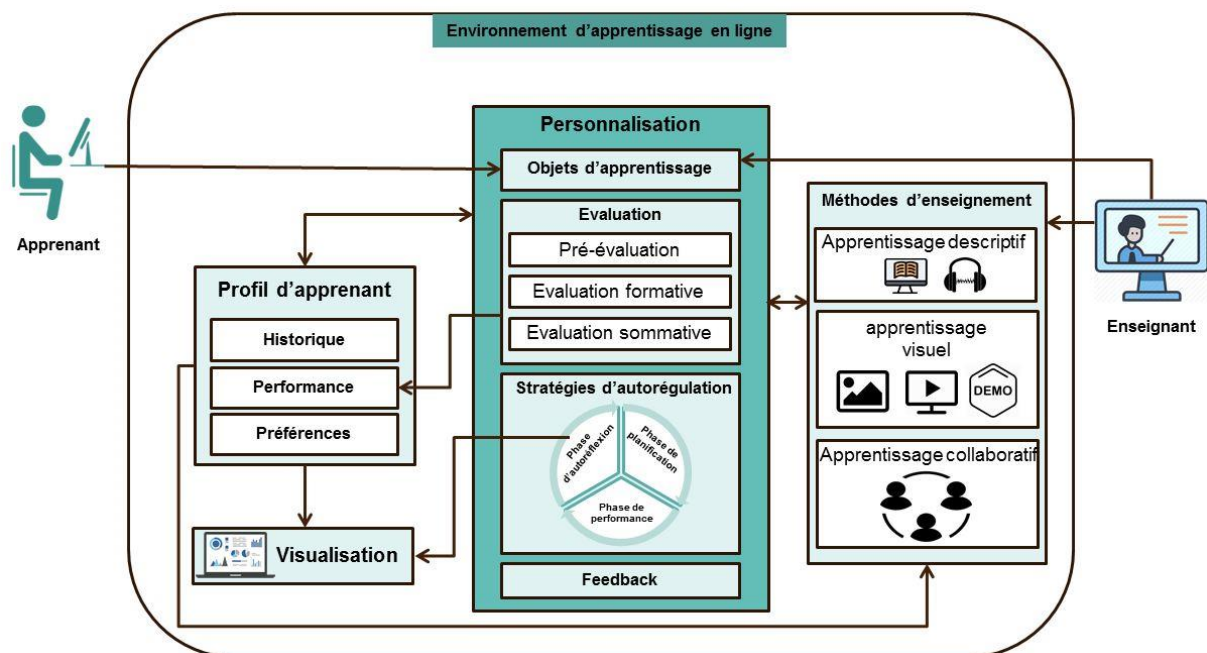 Environnement d'apprentissage en ligne
Apprenant
Personnalisation
Objets d'apprentissage
Evaluation
Pré-évaluation
Evaluation formative
Evaluation sommative
Stratégies d'autorégulation
Phase
d'autoréflexion
Phase de
planification
Phase de
performance
Feedback
Profil d'apprenant
Historique
Performance
Préférences
Visualisation
Méthodes d'enseignement
Apprentissage descriptif
apprentissage
visuel
DEMO
Apprentissage collaboratif
Enseignant